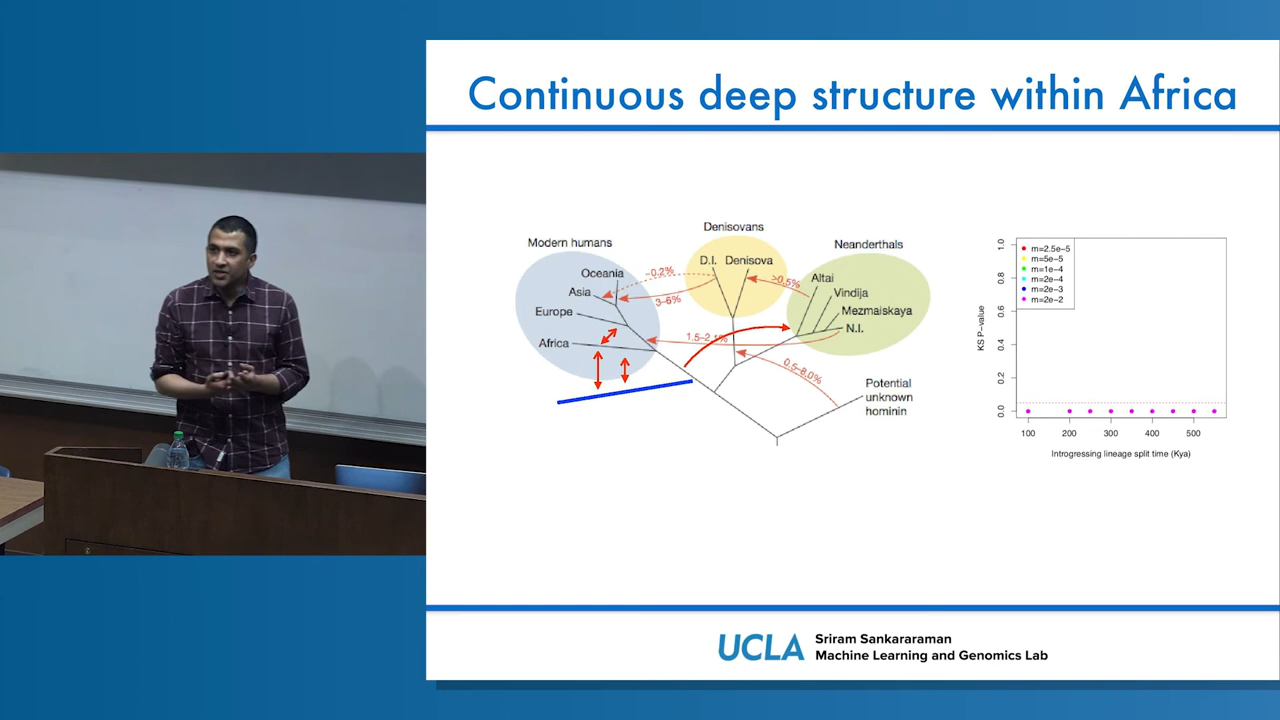 Continuous deep structure within Africa
Denisovans
Modern humans
Neanderthals
D.I. Denisova
Oceania
~0.2%
>0.5%
Altai
Asia
3–6%
Vindija
Europe
Mezmaiskaya
N.I.
Africa
1.5–2.1%
0.5–8.0%
Potential
unknown
hominin
m=2.5e-5
m=5e-5
m=1e-4
m=2e-4
m=2e-3
m=2e-2
KS P-value
1.0
0.8
0.6
0.4
0.2
0.0
100 200 300 400 500
Introgressing lineage split time (Kya)
UCLA
Sriram Sankararaman
Machine Learning and Genomics Lab